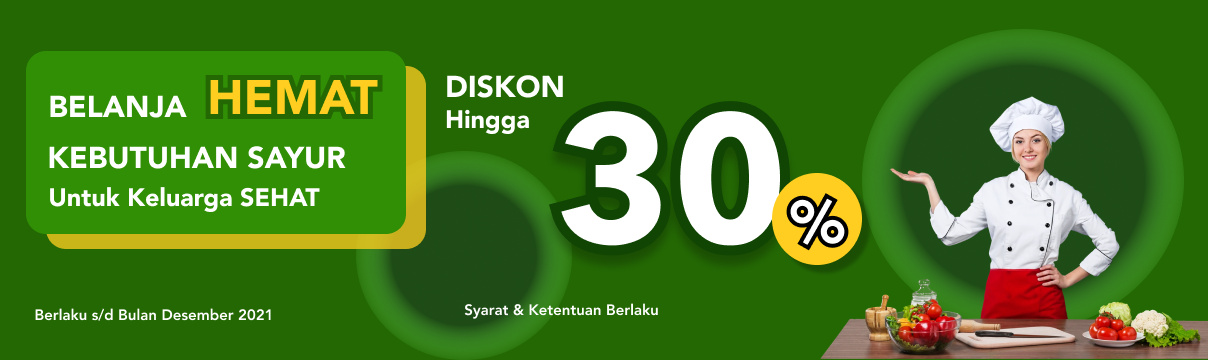 BELANJA HEMAT
KEBUTUHAN SAYUR
Untuk Keluarga SEHAT
DISKON
Hingga
30%
Berlaku s/d Bulan Desember 2021
Syarat & Ketentuan Berlaku